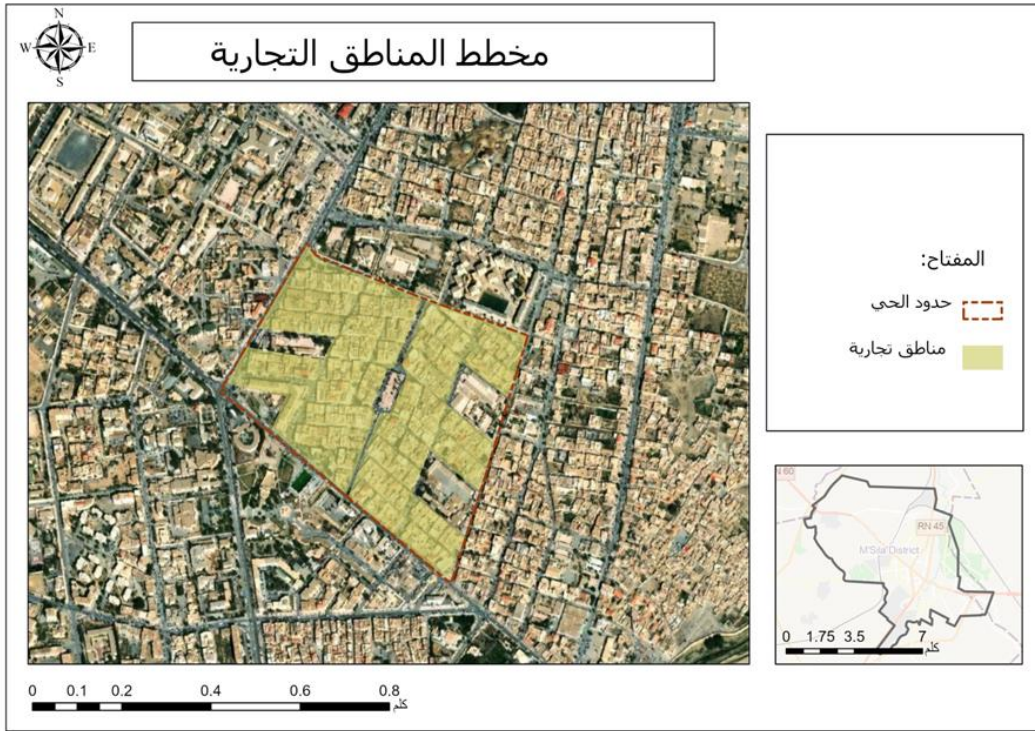 N
W E
S
مخطط المناطق التجارية
المفتاح:
حدود الحي
مناطق تجارية
N 60
RN 45
M'Sila District
0 1.75 3.5 7
كلم
0 0.1 0.2 0.4 0.6 0.8
كلم